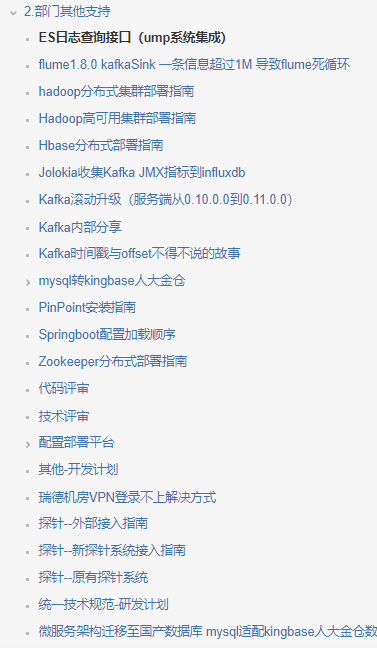 2.部门其他支持
ES日志查询接口（ump系统集成）
flume1.8.0 kafkaSink 一条信息超过1M 导致flume死循环
hadoop分布式集群部署指南
Hadoop高可用集群部署指南
Hbase分布式部署指南
Jolokia收集Kafka JMX指标到influxdb
Kafka滚动升级（服务端从0.10.0.0到0.11.0.0）
Kafka内部分享
Kafka时间戳与offset不得不说的故事
mysql转kingbase人大金仓
PinPoint安装指南
Springboot配置加载顺序
Zookeeper分布式部署指南
代码评审
技术评审
配置部署平台
其他-开发计划
瑞德机房VPN登录不上解决方式
探针--外部接入指南
探针--新探针系统接入指南
探针--原有探针系统
统一技术规范-研发计划
微服务架构迁移至国产数据库 mysql适配kingbase人大金仓数